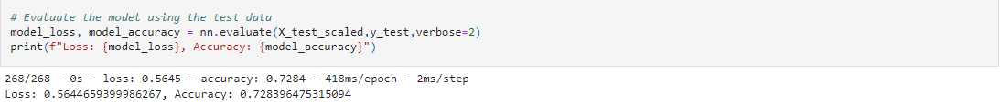 # Evaluate the model using the test data
model_loss, model_accuracy = nn.evaluate(X_test_scaled,y_test,verbose=2)
print(f"Loss: {model_loss}, Accuracy: {model_accuracy}")
268/268 - 0s - loss: 0.5645 - accuracy: 0.7284 - 418ms/epoch - 2ms/step
Loss: 0.5644659399986267, Accuracy: 0.728396475315094